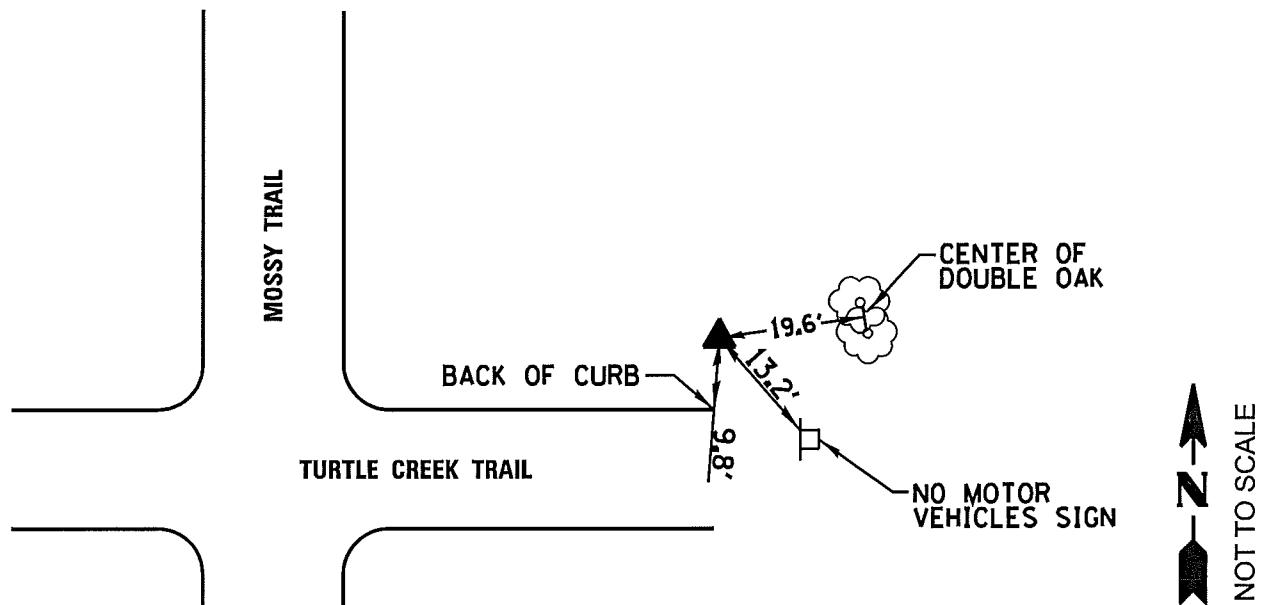 MOSSY TRAIL
CENTER OF
DOUBLE OAK
19.6'
13.2'
BACK OF CURB
9.8'
TURTLE CREEK TRAIL
NO MOTOR
VEHICLES SIGN
N
NOT TO SCALE